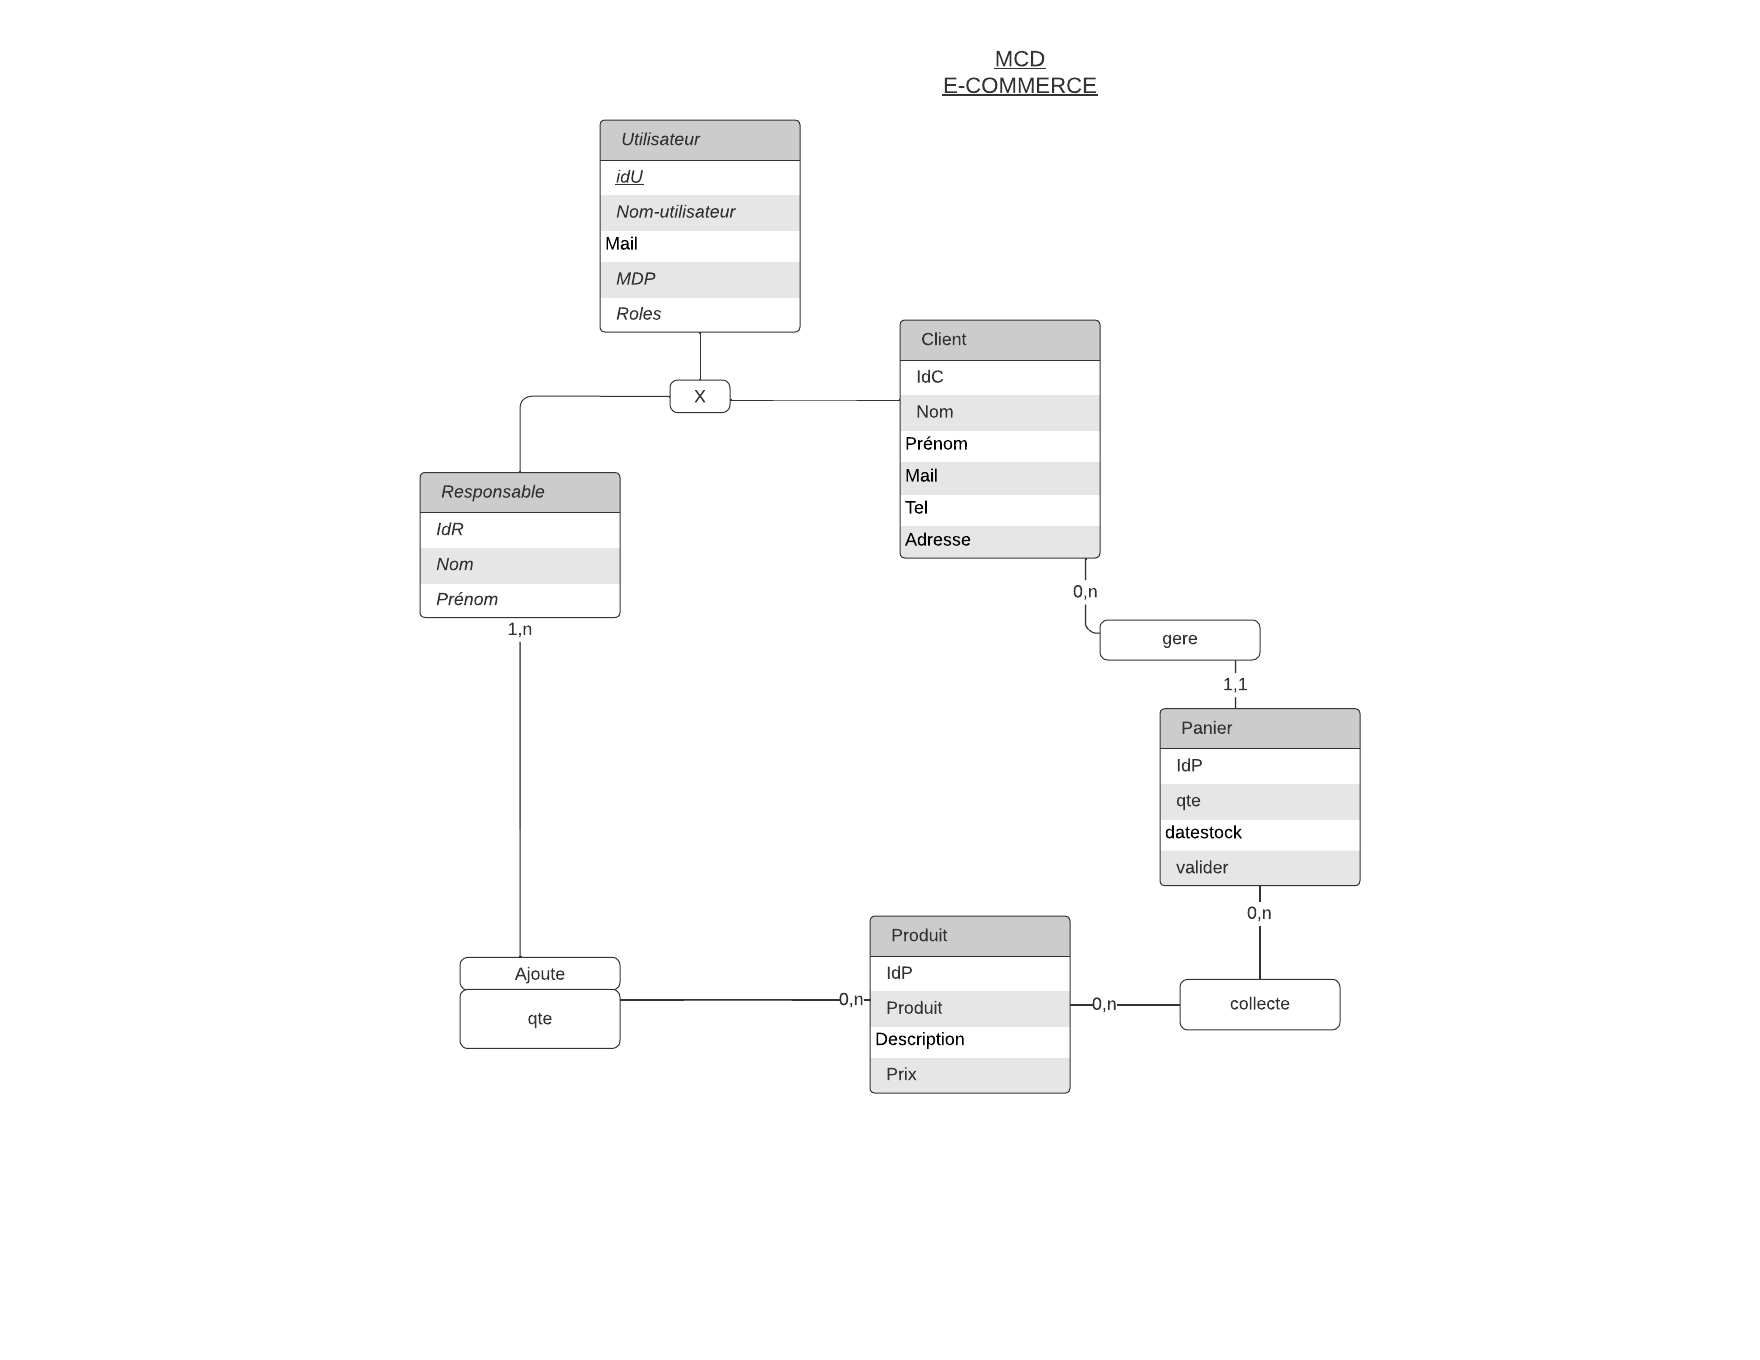 MCD
E-COMMERCE
Utilisateur
idU
Nom-utilisateur
Mail
MDP
Roles
X
Client
IdC
Nom
Prénom
Mail
Tel
Adresse
Responsable
IdR
Nom
Prénom
1,n
0,n
gere
1,1
Panier
IdP
qte
datestock
valider
0,n
Ajoute
qte
0,n
Produit
IdP
Produit
Description
Prix
0,n
collecte